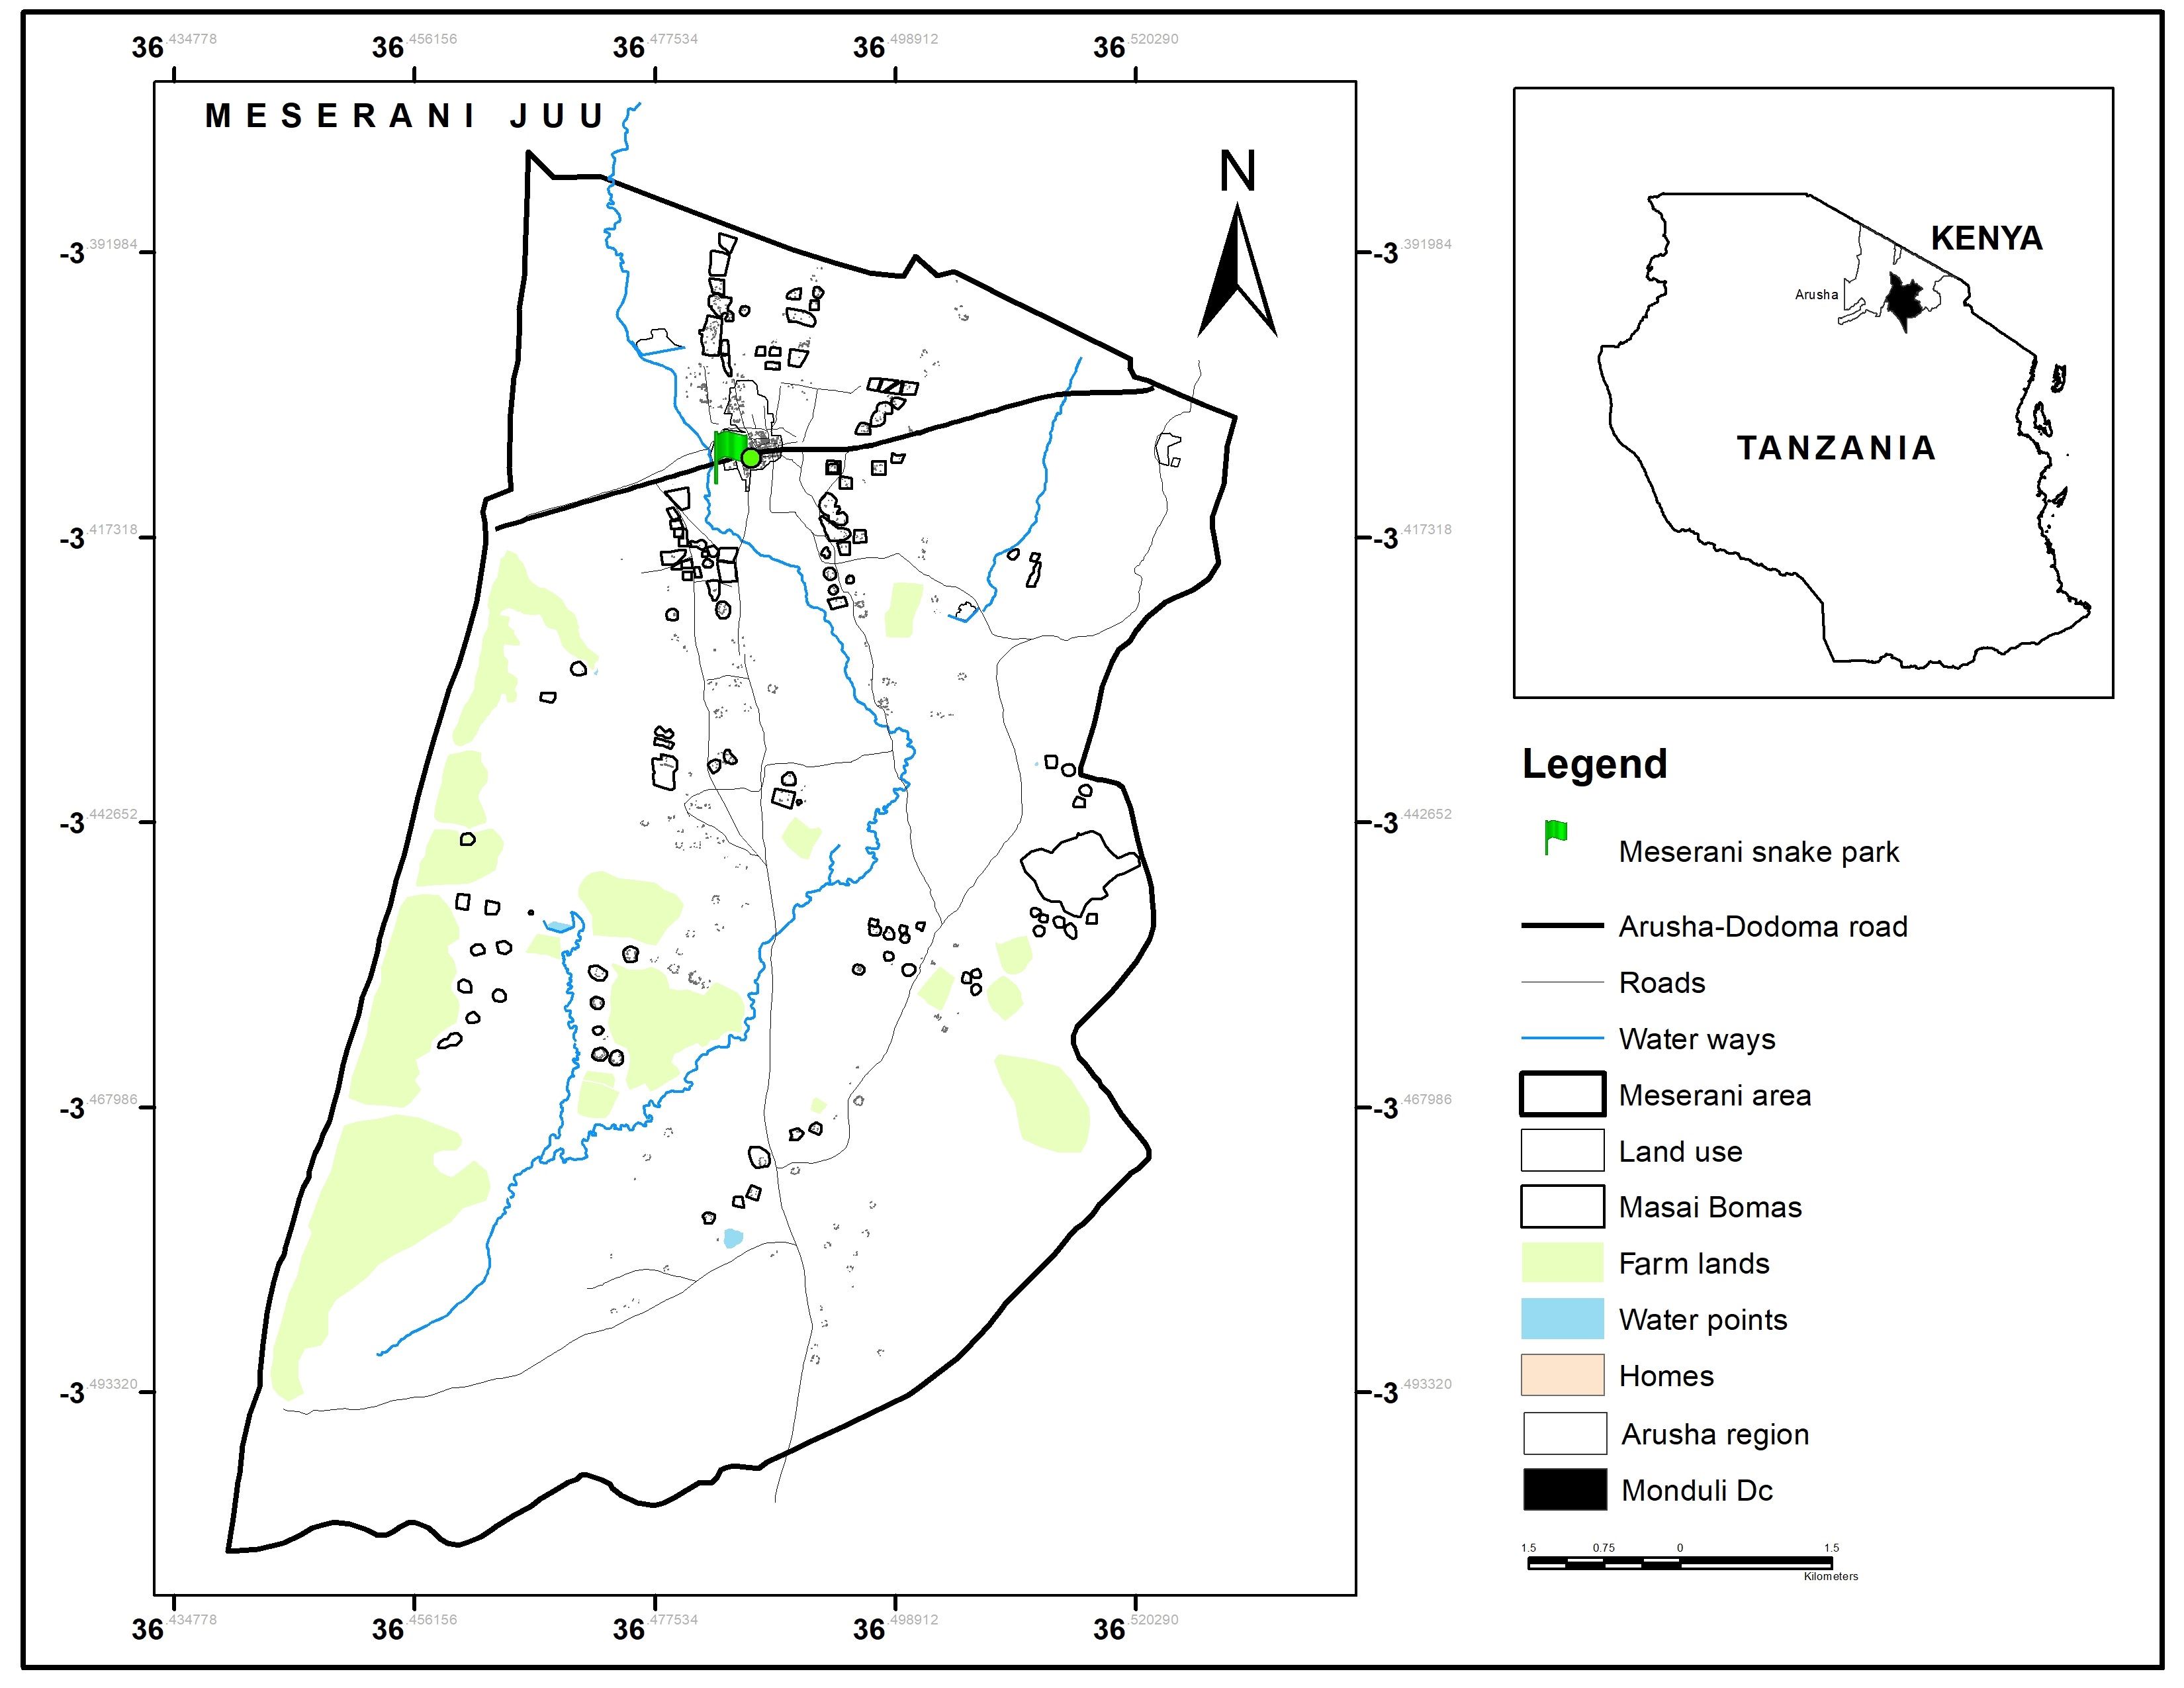 36.434778 36.456156 36.477534 36.498912 36.520290
MESERANI JUU
N
-3.391984 -3.391984
-3.417318 -3.417318
-3.442652 -3.442652
-3.467986 -3.467986
-3.493320 -3.493320
36.434778 36.456156 36.477534 36.498912 36.520290
KENYA
Arusha
TANZANIA
Legend
Meserani snake park
Arusha-Dodoma road
Roads
Water ways
Meserani area
Land use
Masai Bomas
Farm lands
Water points
Homes
Arusha region
Monduli Dc
1.5 0.75 0 1.5
Kilometers